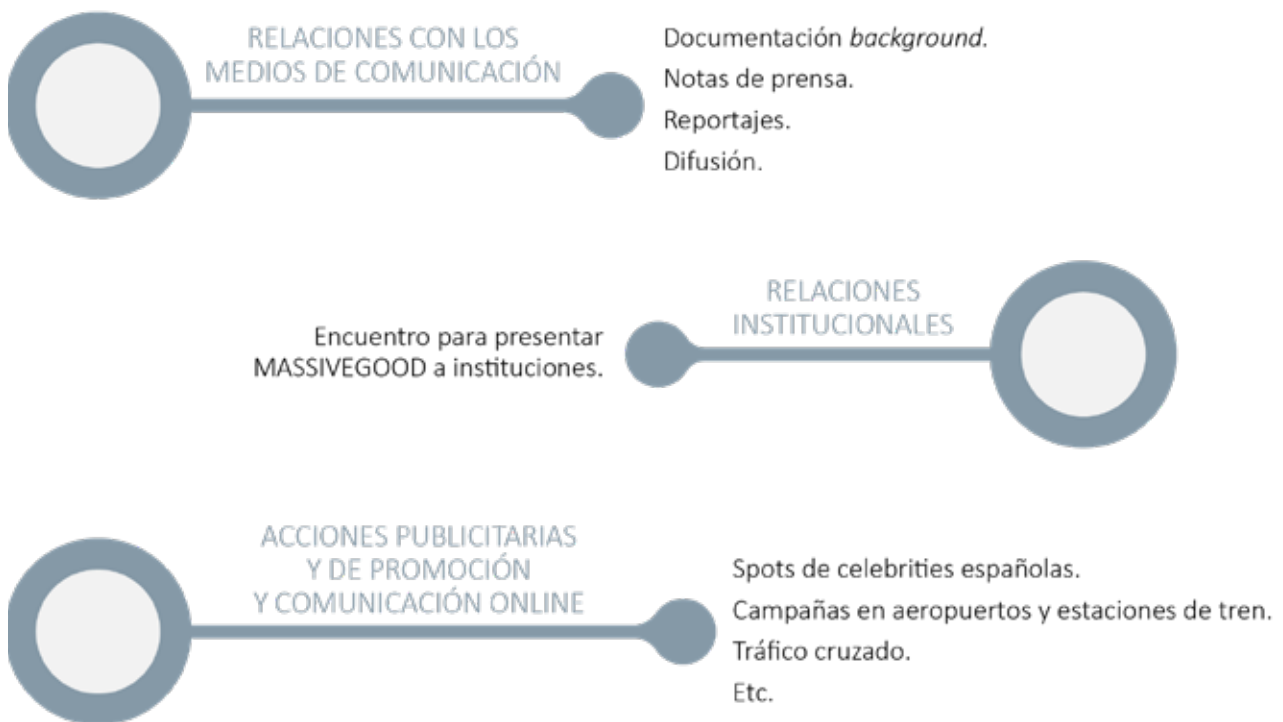 RELACIONES CON LOS
MEDIOS DE COMUNICACIÓN
Documentación background.
Notas de prensa.
Reportajes.
Difusión.
RELACIONES
INSTITUCIONALES
Encuentro para presentar
MASSIVEGOOD a instituciones.
ACCIONES PUBLICITARIAS
Y DE PROMOCIÓN
Y COMUNICACIÓN ONLINE
Spots de celebrities españolas.
Campañas en aeropuertos y estaciones de tren.
Tráfico cruzado.
Etc.